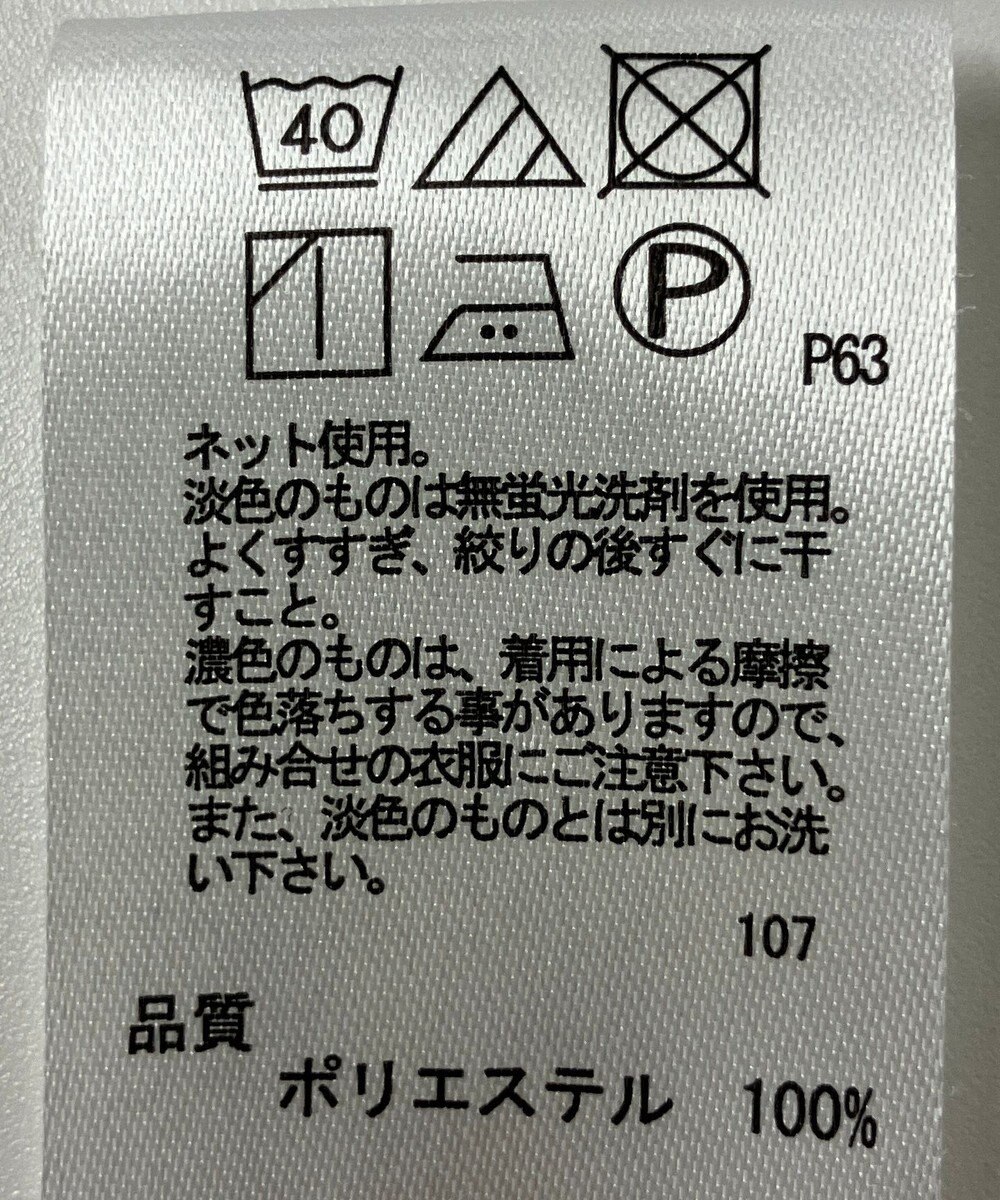 40
P
P63
ネット使用。
淡色のものは無蛍光洗剤を使用。
よくすすぎ、絞りの後すぐに干
すこと。
濃色のものは、着用による摩擦
で色落ちする事がありますので、
組み合せの衣服にご注意下さい。
また、淡色のものとは別にお洗
い下さい。
107
品質
ポリエステル 100%